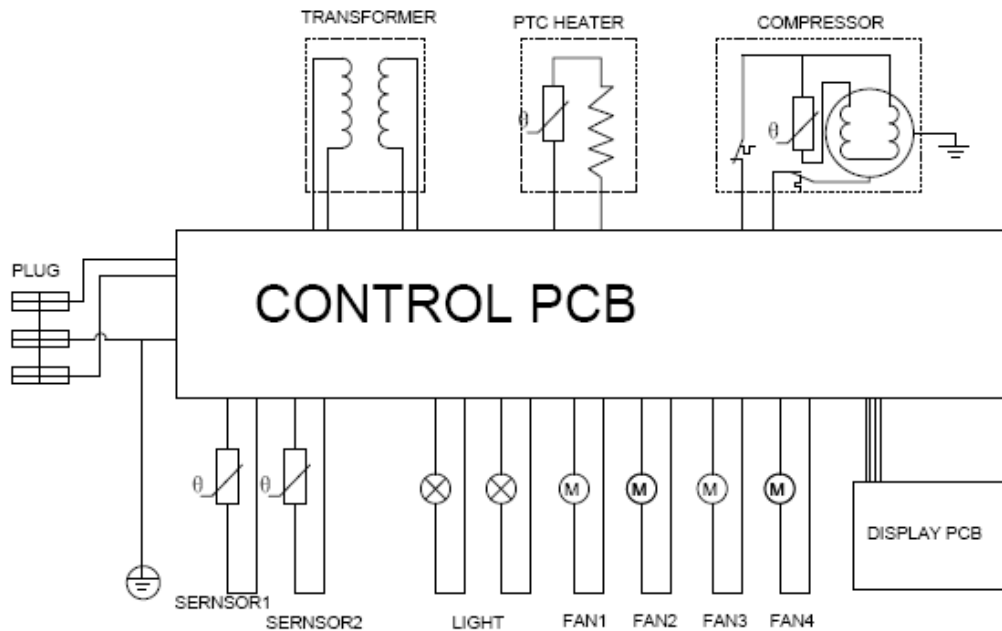 TRANSFORMER
PTC HEATER
COMPRESSOR
θ
θ
PLUG
CONTROL PCB
θ
θ
M
M
M
M
DISPLAY PCB
SERNSOR1
SERNSOR2
LIGHT
FAN1
FAN2
FAN3
FAN4